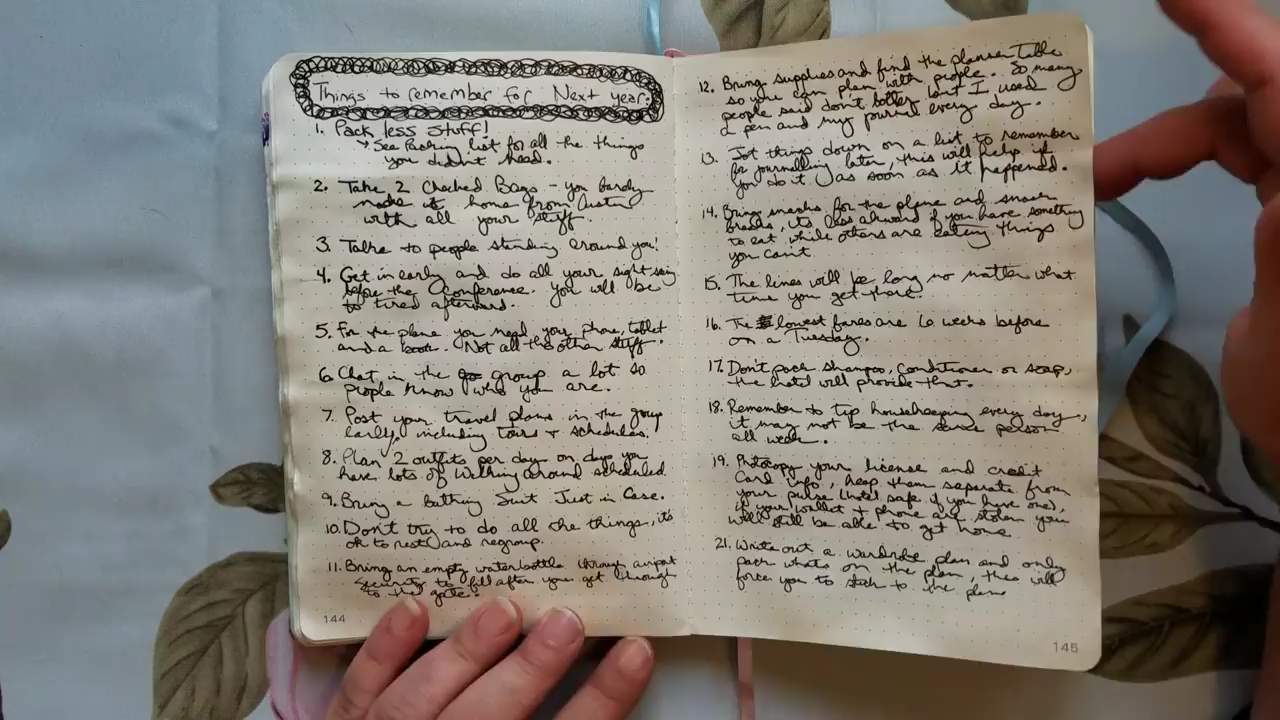 Things to remember for Next year.
1. Pack less stuff!
→ See Packing list for all the things
you didn't need.
2. Take 2 Checked Bags - you barely
made it home from Austin
with all your stuff.
3. Talk to people standing around you!
4. Get in early and do all your sight seeing
before the Conference. You will be
to tired afterward.
5. For the plane you need your phone, tablet
and a book. Not all the other stuff.
6. Chat in the group a lot so
people know who you are.
7. Post your travel plans in the group
early, including tours + schedules.
8. Plan 2 outfits per day on days you
have lots of walking around scheduled
9. Bring a bathing Suit Just in Case.
10. Don't try to do all the things, it's
ok to rest and regroup.
11. Bring an empty waterbottle through airport
security to fill after you get through
to the gate!
144
12. Bring supplies and find the planner Table
so you can plan with people. So many
people said don't bother but I used
2 pen and my journal every day.
13. Jot things down on a list to remember
for journalling later, this will help if
you do it as soon as it happened.
14. Bring snacks for the plane and snack
breaks, its less akward if you have something
to eat while others are eating things
you can't.
15. The lines will be long no matter what
time you get there.
16. The lowest fares are 6 weeks before
on a Tuesday.
17. Don't pack shampoo, Conditioner or soap,
the hotel will provide that.
18. Remember to tip housekeeping every day,
it may not be the same person
all week.
19. Photocopy your license and credit
Card info, keep them separate from
your purse (hotel safe if you have one),
if your wallet + phone are stolen you
will still be able to get home
21. Write out a wardrobe plan and only
pack whats on the plan, this will
force you to stick to the plan
145